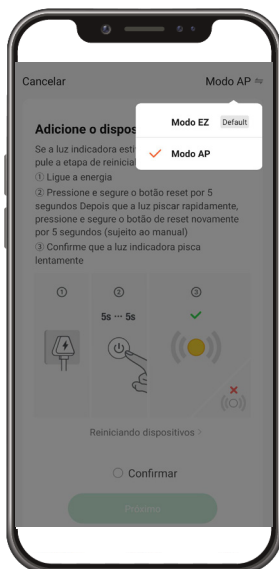 Cancelar
Modo AP
Modo EZ Default
Modo AP
Adicione o dispos
Se a luz indicadora esti
pule a etapa de reinicial
① Ligue a energia
② Pressione e segure o botão reset por 5
segundos Depois que a luz piscar rapidamente,
pressione e segure o botão de reset novamente
por 5 segundos (sujeito ao manual)
③ Confirme que a luz indicadora pisca
lentamente
① ② ③
5s ··· 5s
Reiniciando dispositivos >
Confirmar
Próximo